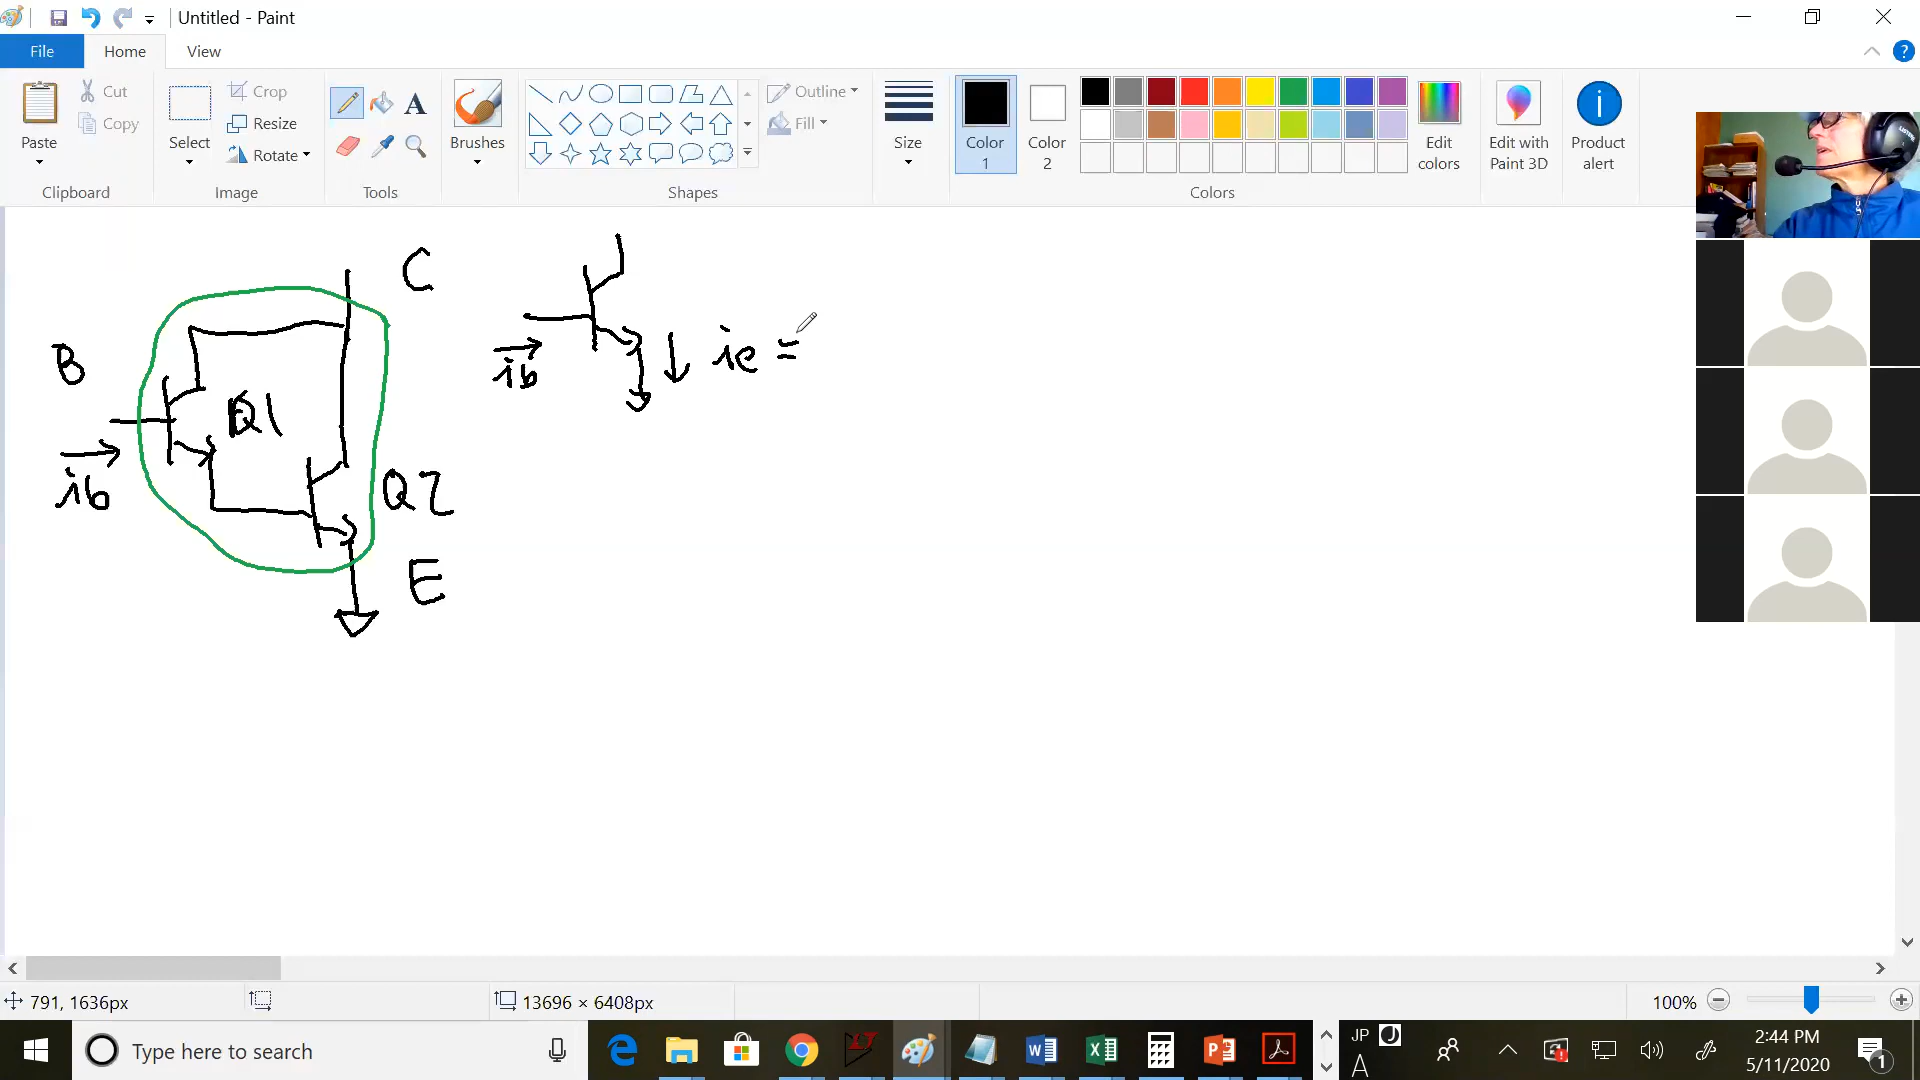 Untitled - Paint
File
Home
View
Paste
Cut
Copy
Clipboard
Select
Crop
Resize
Rotate
Image
Tools
Brushes
Shapes
Outline
Fill
Size
Color 1
Color 2
Edit colors
Edit with Paint 3D
Product alert
Colors
C
B
Q1
ib
Q2
E
ib
ie =
791, 1636px
13696 × 6408px
100%
Type here to search
JP
A
2:44 PM
5/11/2020
1